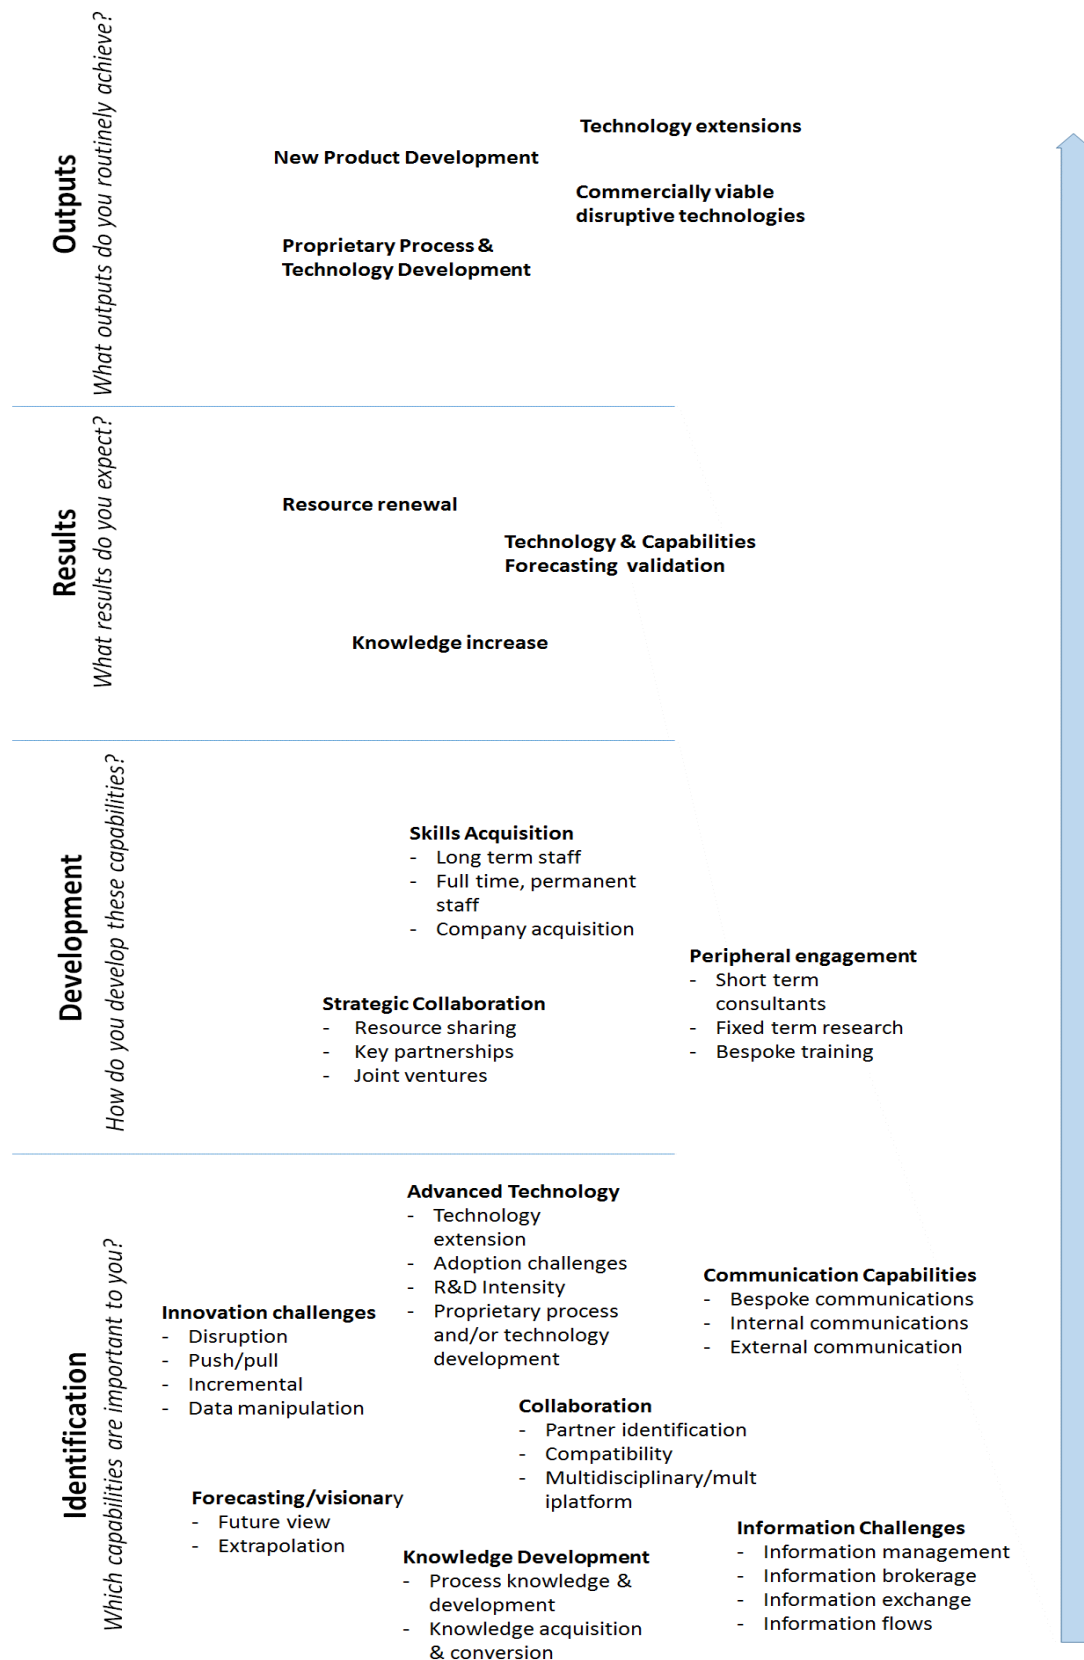 Outputs
What outputs do you routinely achieve?
Technology extensions
New Product Development
Commercially viable
disruptive technologies
Proprietary Process &
Technology Development
Results
What results do you expect?
Resource renewal
Technology & Capabilities
Forecasting validation
Knowledge increase
Development
How do you develop these capabilities?
Skills Acquisition
- Long term staff
- Full time, permanent
staff
- Company acquisition
Peripheral engagement
- Short term
consultants
- Fixed term research
- Bespoke training
Strategic Collaboration
- Resource sharing
- Key partnerships
- Joint ventures
Identification
Which capabilities are important to you?
Advanced Technology
- Technology
extension
- Adoption challenges
- R&D Intensity
- Proprietary process
and/or technology
development
Communication Capabilities
- Bespoke communications
- Internal communications
- External communication
Innovation challenges
- Disruption
- Push/pull
- Incremental
- Data manipulation
Collaboration
- Partner identification
- Compatibility
- Multidisciplinary/mult
iplatform
Forecasting/visionary
- Future view
- Extrapolation
Knowledge Development
- Process knowledge &
development
- Knowledge acquisition
& conversion
Information Challenges
- Information management
- Information brokerage
- Information exchange
- Information flows